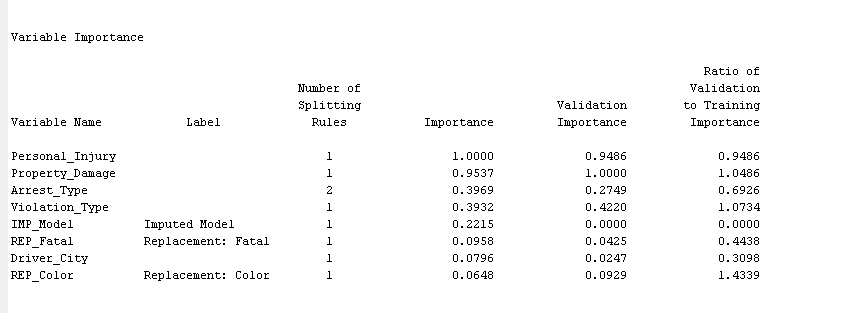 Variable Importance
Ratio of
Number of Validation
Splitting Validation to Training
Variable Name Label Rules Importance Importance Importance
Personal_Injury 1 1.0000 0.9486 0.9486
Property_Damage 1 0.9537 1.0000 1.0486
Arrest_Type 2 0.3969 0.2749 0.6926
Violation_Type 1 0.3932 0.4220 1.0734
IMP_Model Imputed Model 1 0.2215 0.0000 0.0000
REP_Fatal Replacement: Fatal 1 0.0958 0.0425 0.4438
Driver_City 1 0.0796 0.0247 0.3098
REP_Color Replacement: Color 1 0.0648 0.0929 1.4339